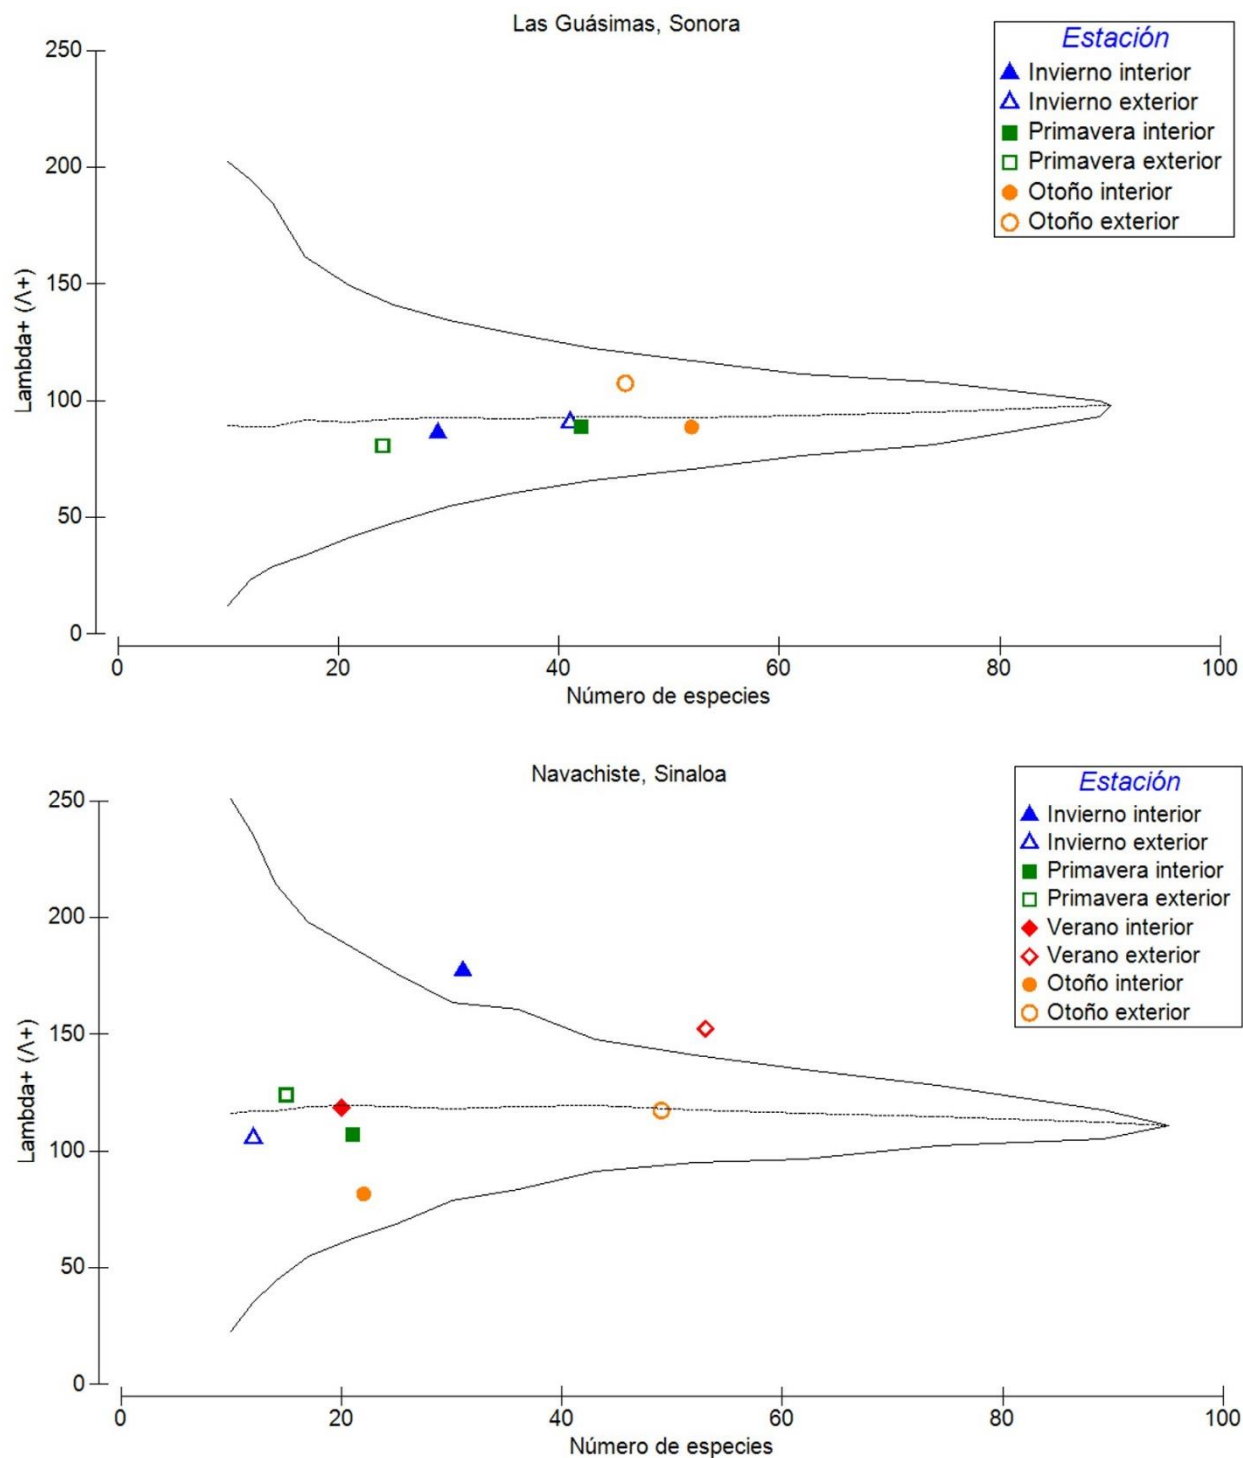 Las Guásimas, Sonora
Estación
Invierno interior
Invierno exterior
Primavera interior
Primavera exterior
Otoño interior
Otoño exterior
250
200
150
100
50
0
Lambda+ (Λ+)
0 20 40 60 80 100
Número de especies
Navachiste, Sinaloa
Estación
Invierno interior
Invierno exterior
Primavera interior
Primavera exterior
Verano interior
Verano exterior
Otoño interior
Otoño exterior
250
200
150
100
50
0
Lambda+ (Λ+)
0 20 40 60 80 100
Número de especies